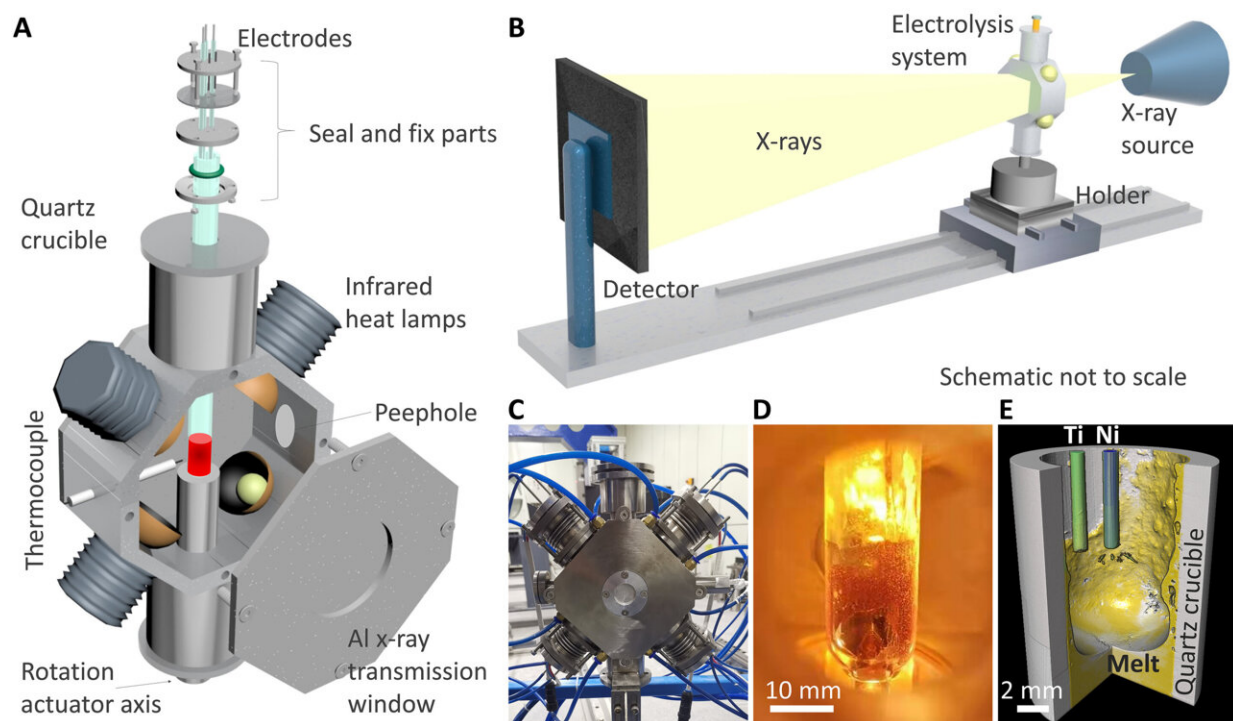 A
Electrodes
Seal and fix parts
Quartz
crucible
Infrared
heat lamps
Peephole
Thermocouple
Al x-ray
transmission
window
Rotation
actuator axis
B
Electrolysis
system
X-rays
X-ray
source
Holder
Detector
Schematic not to scale
C
D
10 mm
E
Ti Ni
Quartz crucible
Melt
2 mm